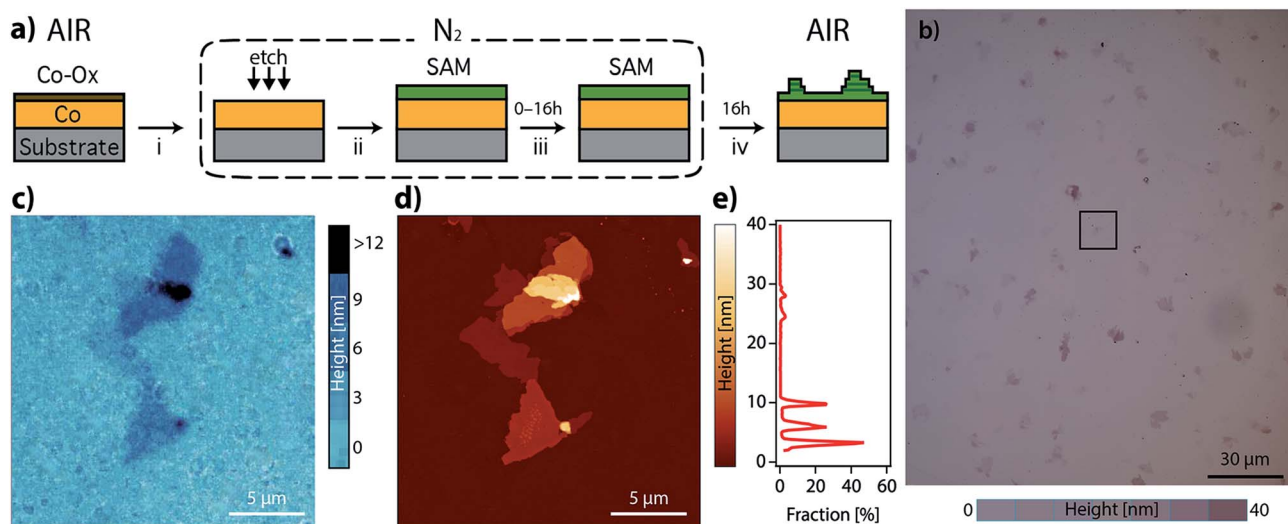 a) AIR
N2
AIR
b)
Co-Ox
etch
SAM
SAM
Co
0–16h
16h
Substrate
i
ii
iii
iv
c)
d)
e)
>12
9
6
3
0
Height [nm]
5 μm
Height [nm]
5 μm
40
30
20
10
0
0 20 40 60
Fraction [%]
30 μm
0 Height [nm] 40